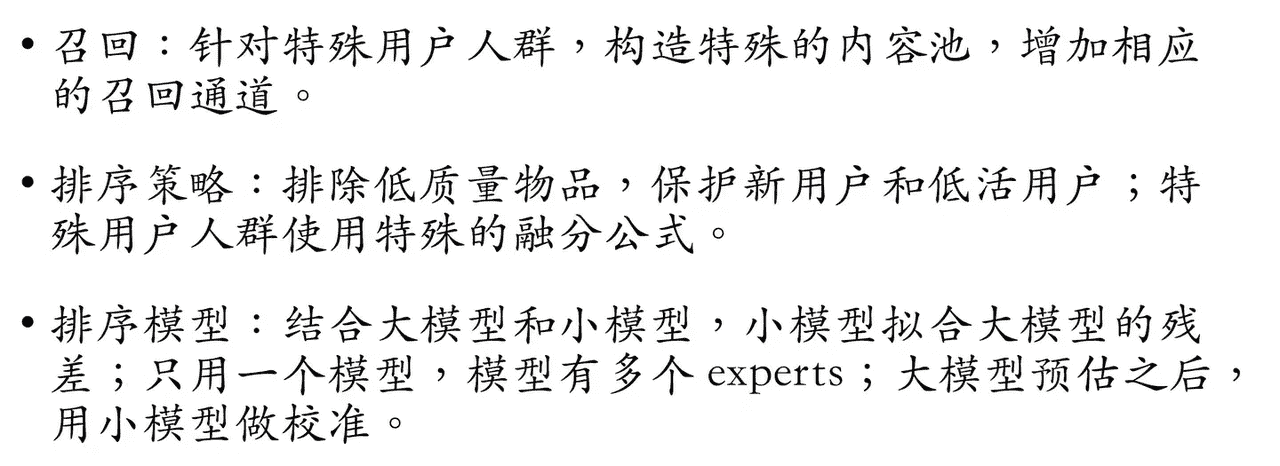 • 召回：针对特殊用户人群，构造特殊的内容池，增加相应
的召回通道。
• 排序策略：排除低质量物品，保护新用户和低活用户；特
殊用户人群使用特殊的融分公式。
• 排序模型：结合大模型和小模型，小模型拟合大模型的残
差；只用一个模型，模型有多个 experts；大模型预估之后，
用小模型做校准。